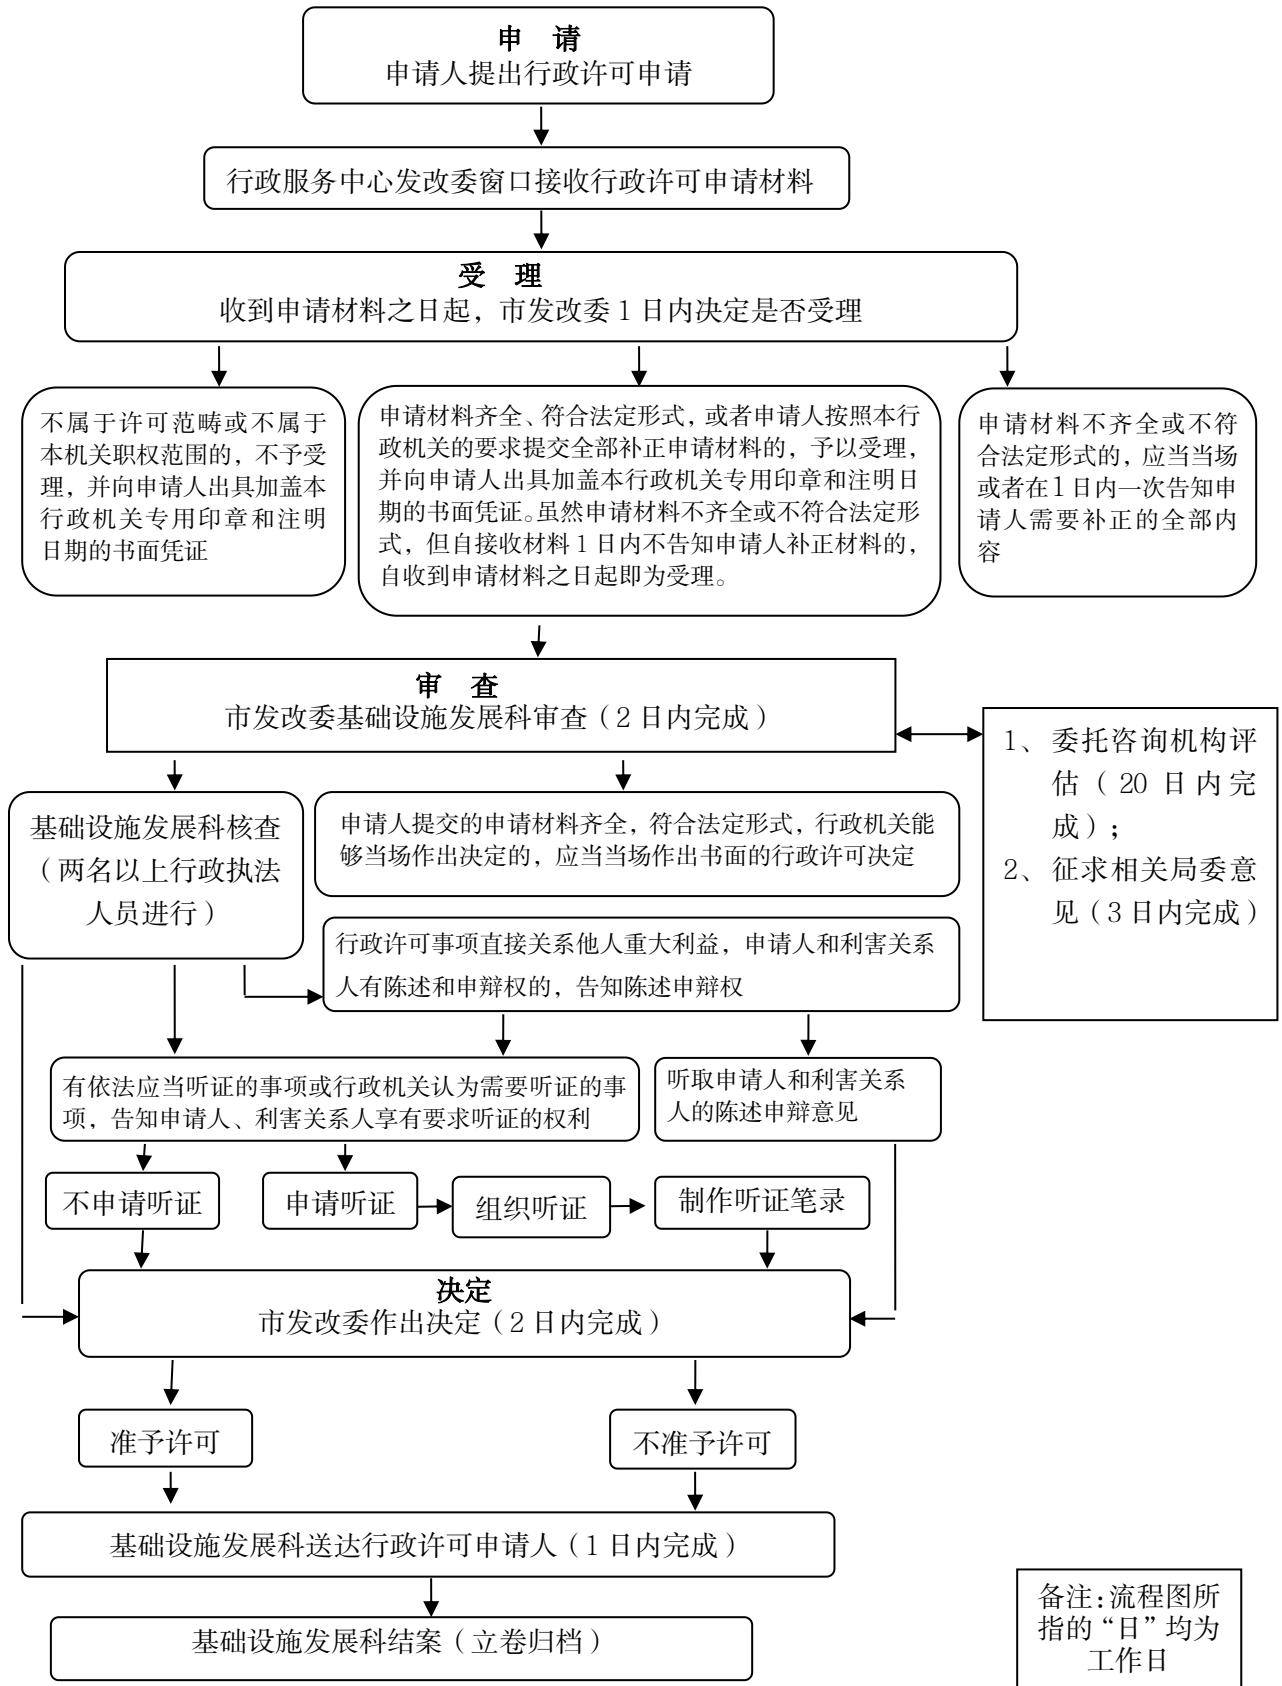 申 请
申请人提出行政许可申请
行政服务中心发改委窗口接收行政许可申请材料
受 理
收到申请材料之日起，市发改委 1 日内决定是否受理
不属于许可范畴或不属于
本机关职权范围的，不予受
理，并向申请人出具加盖本
行政机关专用印章和注明
日期的书面凭证
申请材料齐全、符合法定形式，或者申请人按照本行
政机关的要求提交全部补正申请材料的，予以受理，
并向申请人出具加盖本行政机关专用印章和注明日
期的书面凭证。虽然申请材料不齐全或不符合法定形
式，但自接收材料 1 日内不告知申请人补正材料的，
自收到申请材料之日起即为受理。
申请材料不齐全或不符
合法定形式的，应当当场
或者在 1 日内一次告知申
请人需要补正的全部内
容
审 查
市发改委基础设施发展科审查（2 日内完成）
1、 委托咨询机构评
估（ 20 日内完
成）；
2、 征求相关局委意
见（3 日内完成）
基础设施发展科核查
（两名以上行政执法
人员进行）
申请人提交的申请材料齐全，符合法定形式，行政机关能
够当场作出决定的，应当当场作出书面的行政许可决定
行政许可事项直接关系他人重大利益，申请人和利害关系
人有陈述和申辩权的，告知陈述申辩权
有依法应当听证的事项或行政机关认为需要听证的事
项，告知申请人、利害关系人享有要求听证的权利
听取申请人和利害关系
人的陈述申辩意见
不申请听证
申请听证
组织听证
制作听证笔录
决定
市发改委作出决定（2 日内完成）
准予许可
不准予许可
基础设施发展科送达行政许可申请人（1 日内完成）
基础设施发展科结案（立卷归档）
备注：流程图所
指的“日”均为
工作日